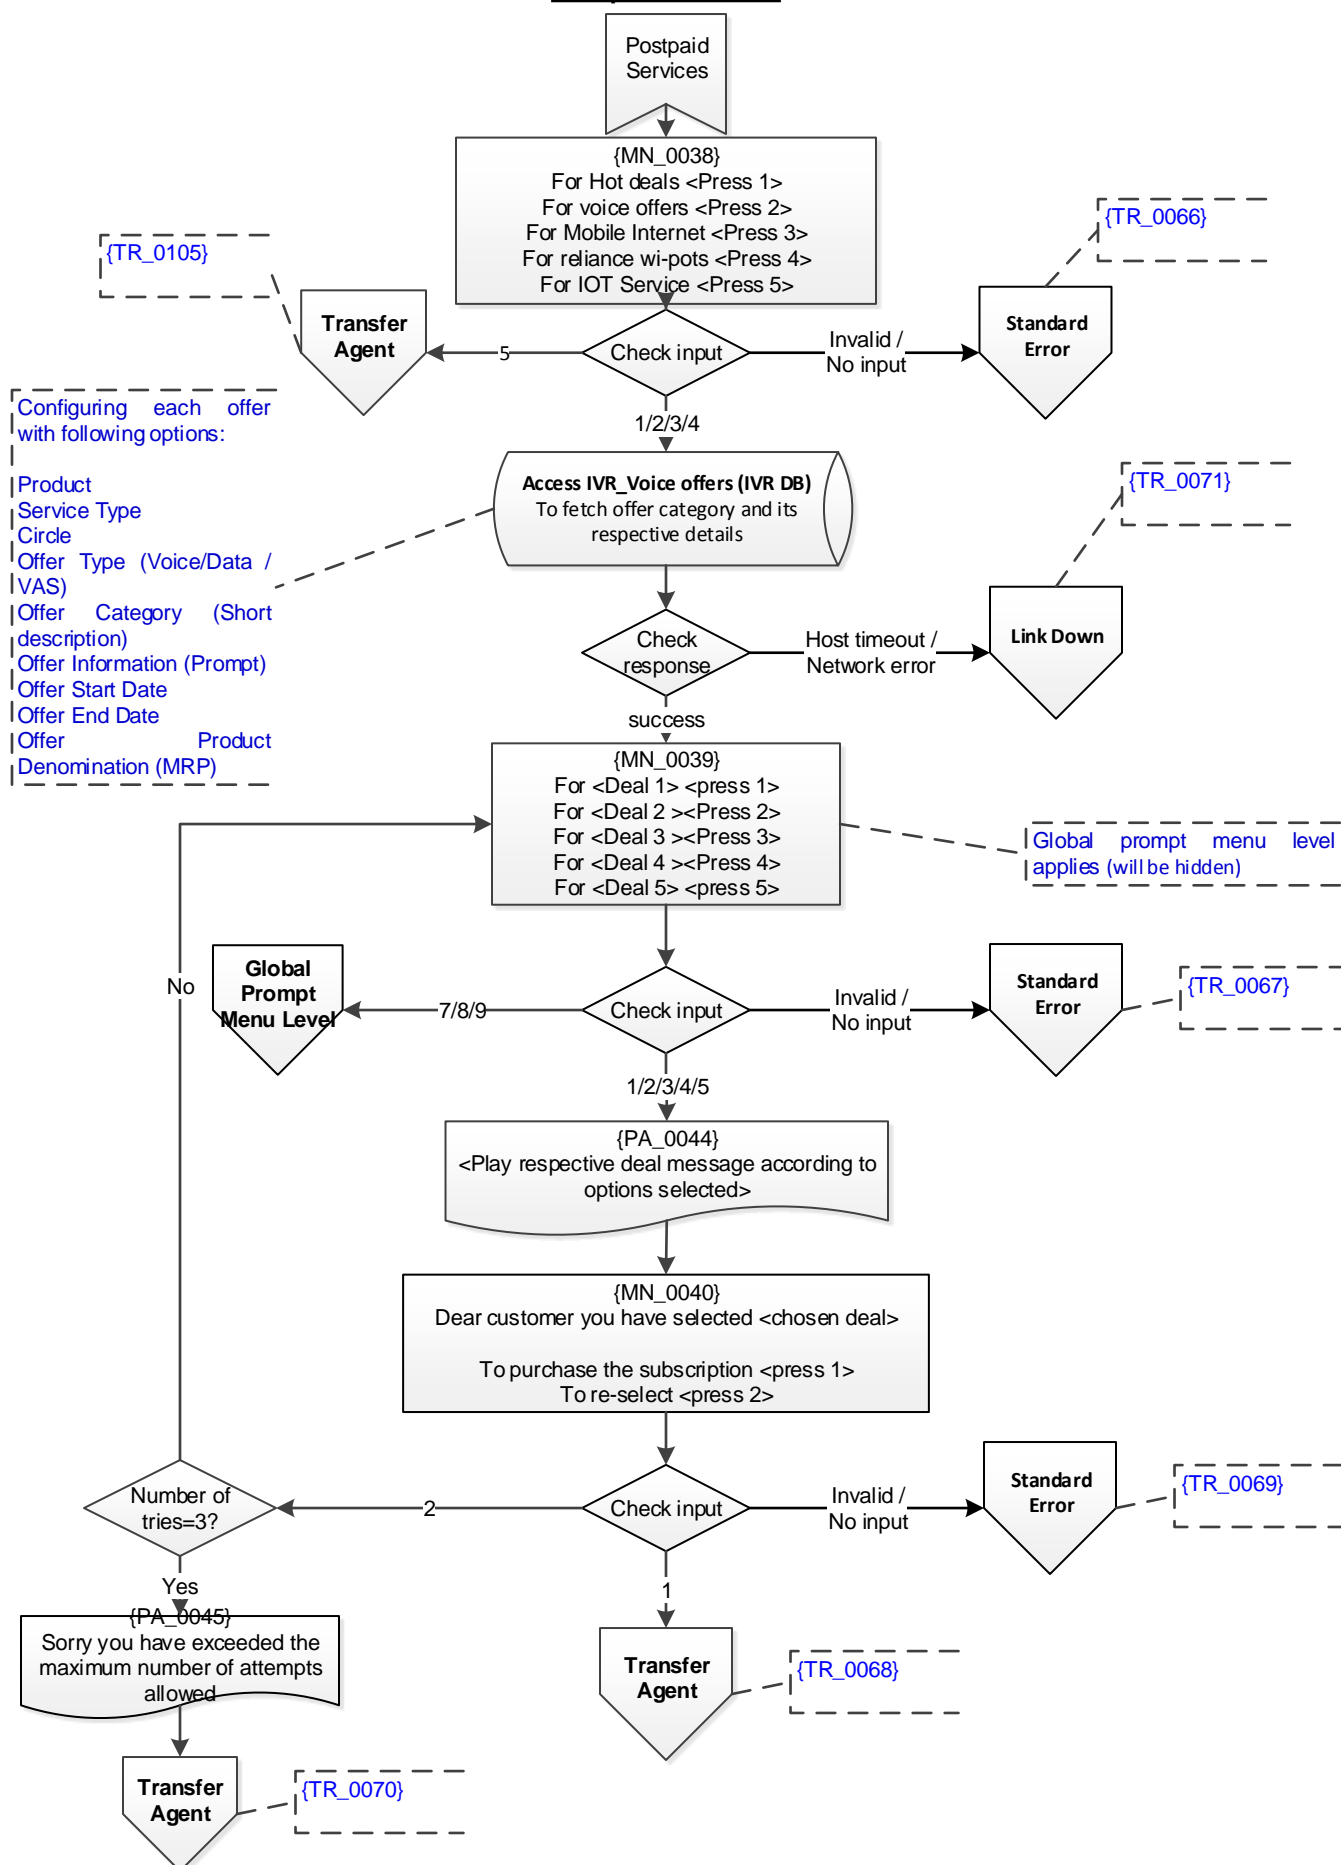 Postpaid
Services
{MN_0038}
For Hot deals <Press 1>
For voice offers <Press 2>
For Mobile Internet <Press 3>
For reliance wi-pots <Press 4>
For IOT Service <Press 5>
{TR_0066}
{TR_0105}
Transfer
Agent
5
Check input
Invalid /
No input
Standard
Error
1/2/3/4
Configuring each offer
with following options:
Product
Service Type
Circle
Offer Type (Voice/Data /
VAS)
Offer Category (Short
description)
Offer Information (Prompt)
Offer Start Date
Offer End Date
Offer Product
Denomination (MRP)
Access IVR_Voice offers (IVR DB)
To fetch offer category and its
respective details
{TR_0071}
Check
response
Host timeout /
Network error
Link Down
success
{MN_0039}
For <Deal 1> <press 1>
For <Deal 2 ><Press 2>
For <Deal 3 ><Press 3>
For <Deal 4 ><Press 4>
For <Deal 5> <press 5>
Global prompt menu level
applies (will be hidden)
No
Global
Prompt
Menu Level
7/8/9
Check input
Invalid /
No input
Standard
Error
{TR_0067}
1/2/3/4/5
{PA_0044}
<Play respective deal message according to
options selected>
{MN_0040}
Dear customer you have selected <chosen deal>
To purchase the subscription <press 1>
To re-select <press 2>
Number of
tries=3?
2
Check input
Invalid /
No input
Standard
Error
{TR_0069}
Yes
1
{PA_0045}
Sorry you have exceeded the
maximum number of attempts
allowed
Transfer
Agent
{TR_0068}
Transfer
Agent
{TR_0070}